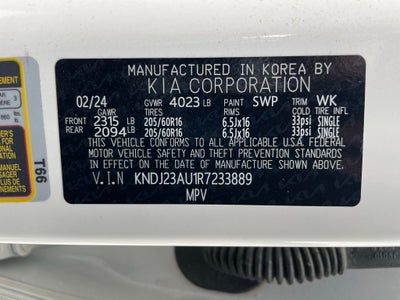 MANUFACTURED IN KOREA BY
KIA CORPORATION
02/24 GVWR 4023 LB PAINT SWP TRIM WK
GAWR COLD TIRE INFL
FRONT 2315 LB 205/60R16 6.5Jx16 33psi SINGLE
REAR 2094 LB 205/60R16 6.5Jx16 33psi SINGLE
THIS VEHICLE CONFORMS TO ALL APPLICABLE U.S.A. FEDERAL
MOTOR VEHICLE SAFETY, BUMPER, AND THEFT PREVENTION
STANDARDS IN EFFECT ON THE DATE OF MANUFACTURE SHOWN ABOVE.
V.I.N KNDJ23AU1R7233889
MPV
T66